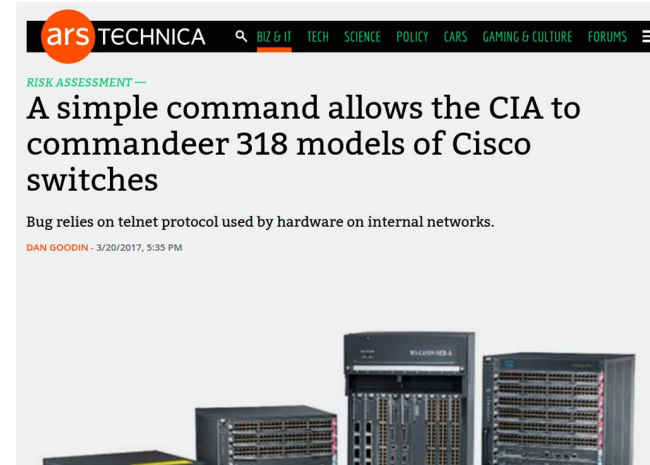 ars TECHNICA BIZ & IT TECH SCIENCE POLICY CARS GAMING & CULTURE FORUMS
RISK ASSESSMENT —
A simple command allows the CIA to
commandeer 318 models of Cisco
switches
Bug relies on telnet protocol used by hardware on internal networks.
DAN GOODIN - 3/20/2017, 5:35 PM